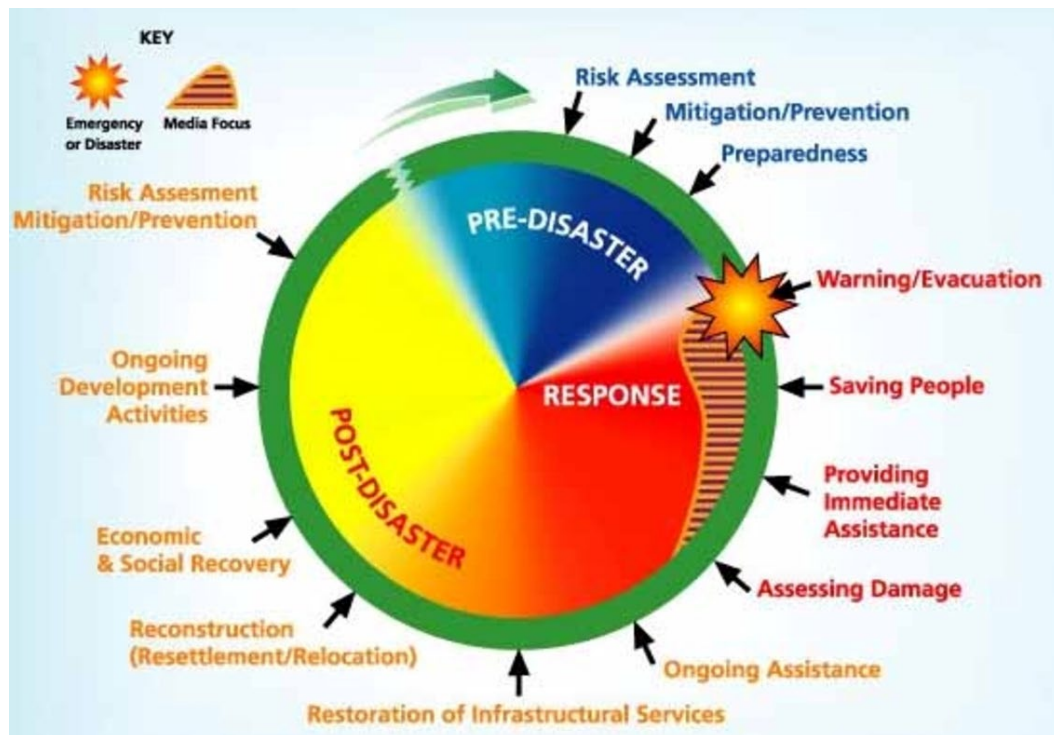 KEY
Emergency
or Disaster
Media Focus
Risk Assessment
Mitigation/Prevention
Preparedness
Warning/Evacuation
Saving People
Providing
Immediate
Assistance
Assessing Damage
Ongoing Assistance
Restoration of Infrastructural Services
Reconstruction
(Resettlement/Relocation)
Economic
& Social Recovery
Ongoing
Development
Activities
Risk Assesment
Mitigation/Prevention
PRE-DISASTER
RESPONSE
POST-DISASTER